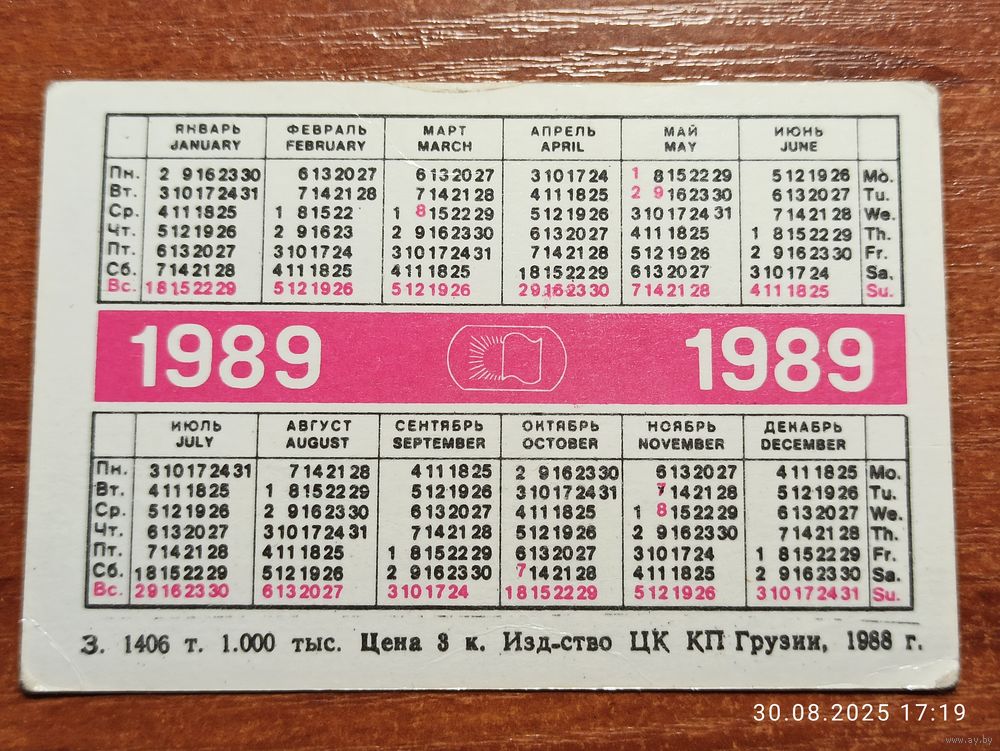 ЯНВАРЬ ФЕВРАЛЬ МАРТ АПРЕЛЬ МАЙ ИЮНЬ
JANUARY FEBRUARY MARCH APRIL MAY JUNE
Пн. 2 9 16 23 30 6 13 20 27 6 13 20 27 3 10 17 24 1 8 15 22 29 5 12 19 26 Mo.
Вт. 3 10 17 24 31 7 14 21 28 7 14 21 28 4 11 18 25 2 9 16 23 30 6 13 20 27 Tu.
Ср. 4 11 18 25 1 8 15 22 1 8 15 22 29 5 12 19 26 3 10 17 24 31 7 14 21 28 We.
Чт. 5 12 19 26 2 9 16 23 2 9 16 23 30 6 13 20 27 4 11 18 25 1 8 15 22 29 Th.
Пт. 6 13 20 27 3 10 17 24 3 10 17 24 31 7 14 21 28 5 12 19 26 2 9 16 23 30 Fr.
Сб. 7 14 21 28 4 11 18 25 4 11 18 25 1 8 15 22 29 6 13 20 27 3 10 17 24 Sa.
Вс. 1 8 15 22 29 5 12 19 26 5 12 19 26 2 9 16 23 30 7 14 21 28 4 11 18 25 Su.
1989 1989
ИЮЛЬ АВГУСТ СЕНТЯБРЬ ОКТЯБРЬ НОЯБРЬ ДЕКАБРЬ
JULY AUGUST SEPTEMBER OCTOBER NOVEMBER DECEMBER
Пн. 3 10 17 24 31 7 14 21 28 4 11 18 25 2 9 16 23 30 6 13 20 27 4 11 18 25 Mo.
Вт. 4 11 18 25 1 8 15 22 29 5 12 19 26 3 10 17 24 31 7 14 21 28 5 12 19 26 Tu.
Ср. 5 12 19 26 2 9 16 23 30 6 13 20 27 4 11 18 25 1 8 15 22 29 6 13 20 27 We.
Чт. 6 13 20 27 3 10 17 24 31 7 14 21 28 5 12 19 26 2 9 16 23 30 7 14 21 28 Th.
Пт. 7 14 21 28 4 11 18 25 1 8 15 22 29 6 13 20 27 3 10 17 24 1 8 15 22 29 Fr.
Сб. 1 8 15 22 29 5 12 19 26 2 9 16 23 30 7 14 21 28 4 11 18 25 2 9 16 23 30 Sa.
Вс. 2 9 16 23 30 6 13 20 27 3 10 17 24 1 8 15 22 29 5 12 19 26 3 10 17 24 31 Su.
З. 1406 т. 1.000 тыс. Цена 3 к. Изд-ство ЦК КП Грузии, 1988 г.
30.08.2025 17:19
www.ay.by